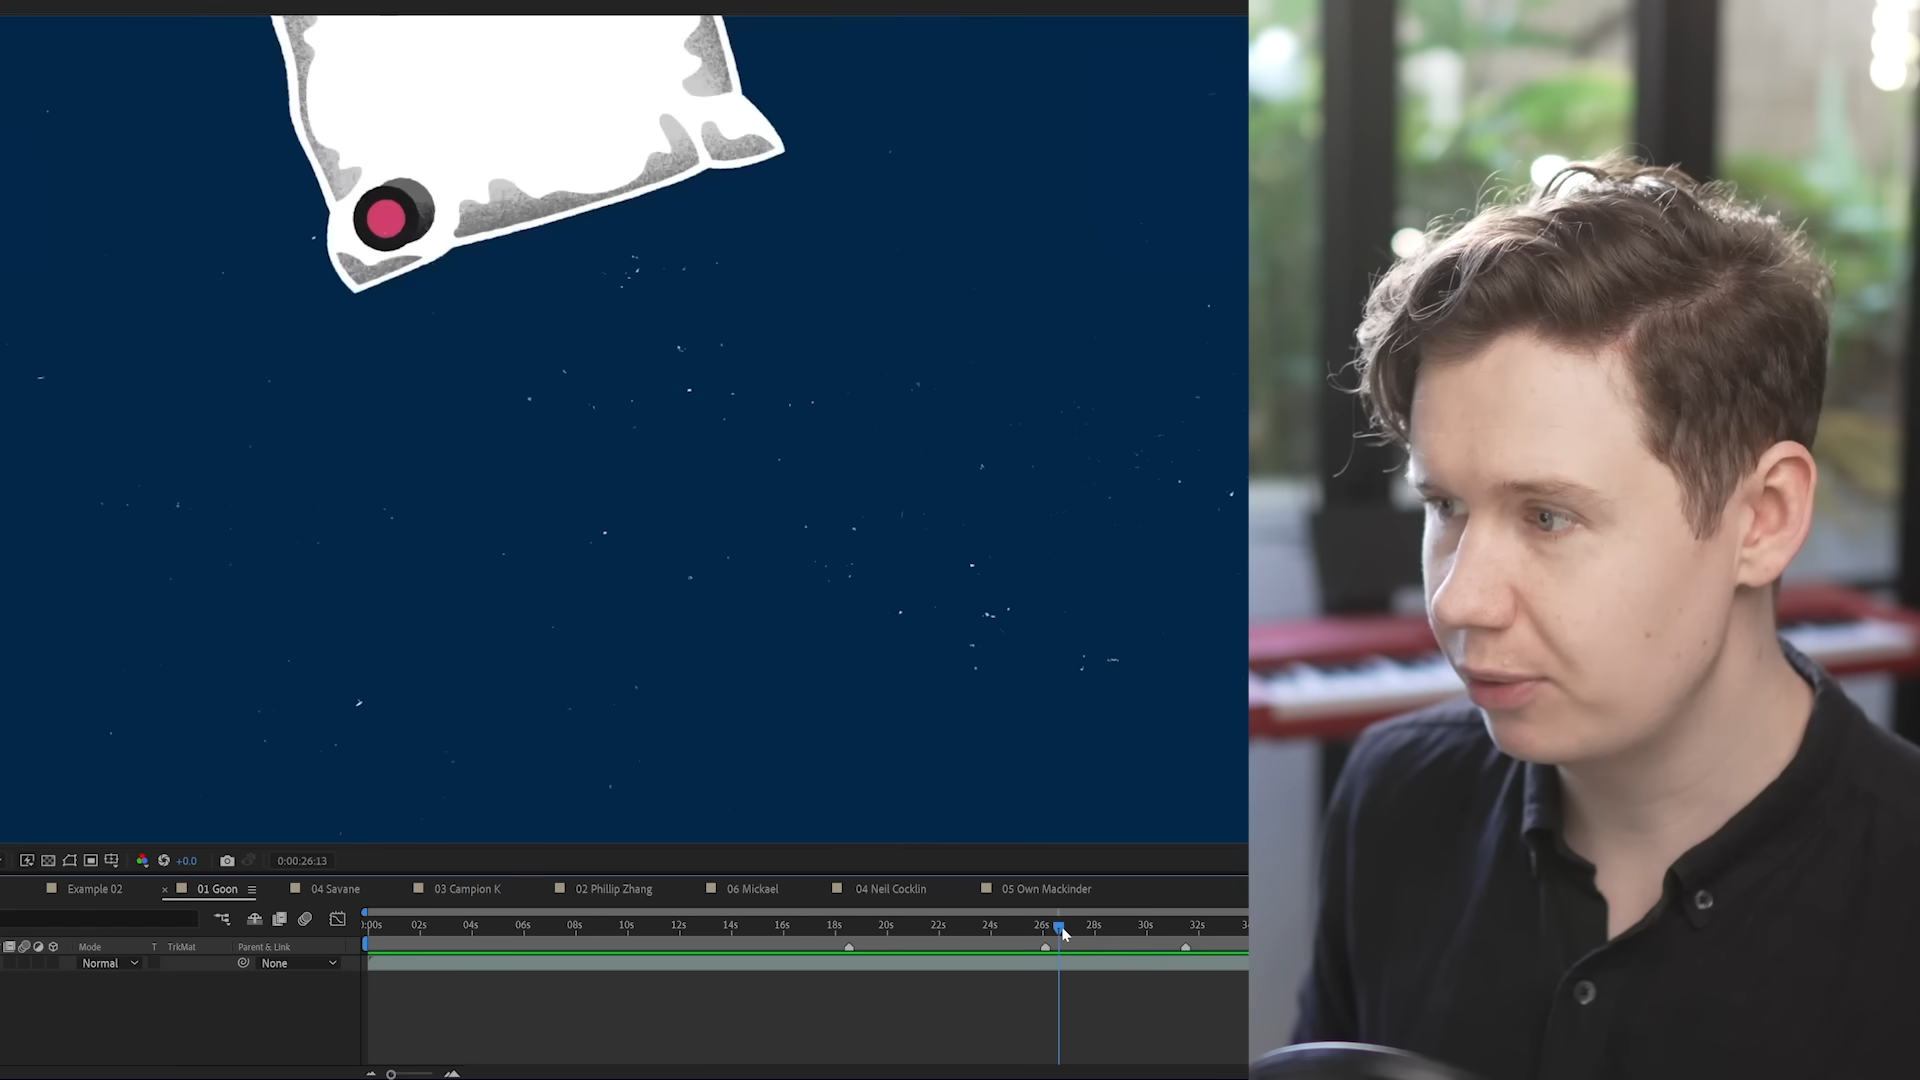 +0.0 0:00:26:13
Example 02 × 01 Goon 04 Savane 03 Campion K 02 Phillip Zhang 06 Mickael 04 Neil Cocklin 05 Own Mackinder
:00s 02s 04s 06s 08s 10s 12s 14s 16s 18s 20s 22s 24s 26s 28s 30s 32s 34
Mode T TrkMat Parent & Link
Normal None